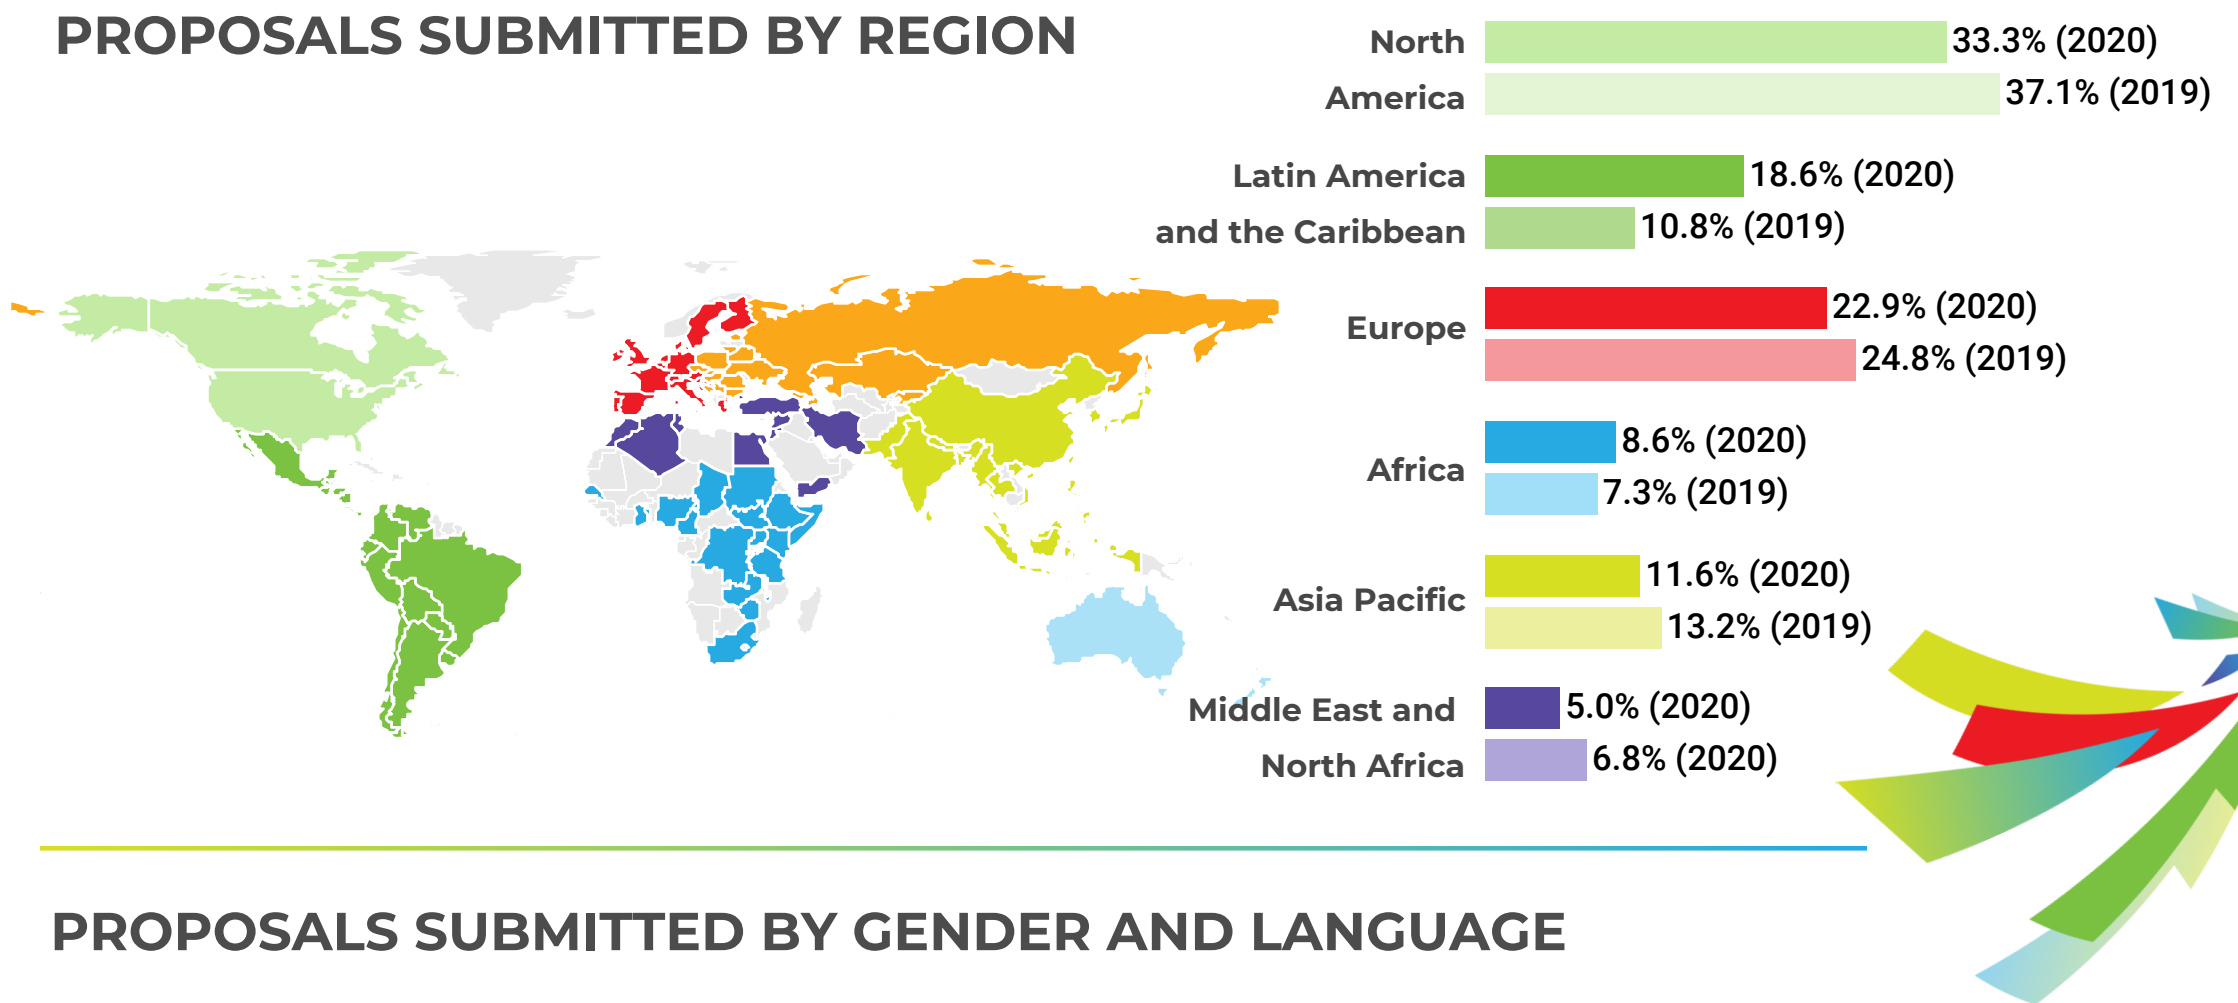 PROPOSALS SUBMITTED BY REGION
North
America
33.3% (2020)
37.1% (2019)
Latin America
and the Caribbean
18.6% (2020)
10.8% (2019)
Europe
22.9% (2020)
24.8% (2019)
Africa
8.6% (2020)
7.3% (2019)
Asia Pacific
11.6% (2020)
13.2% (2019)
Middle East and
North Africa
5.0% (2020)
6.8% (2020)
PROPOSALS SUBMITTED BY GENDER AND LANGUAGE